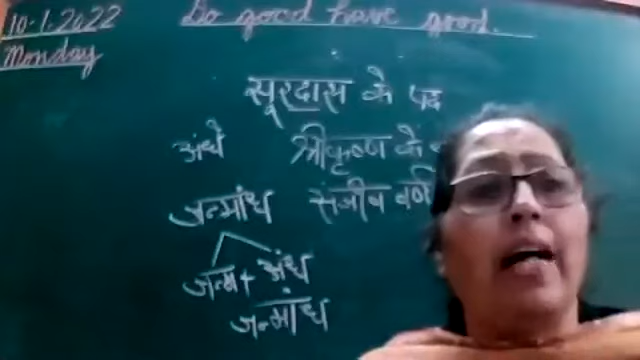 10-1.2022 Do good have good.
Monday
सूरदास के पद
अंधे श्रीकृष्ण के
जन्मांध संजीव वर्ण
जन्म + अंध
जन्मांध